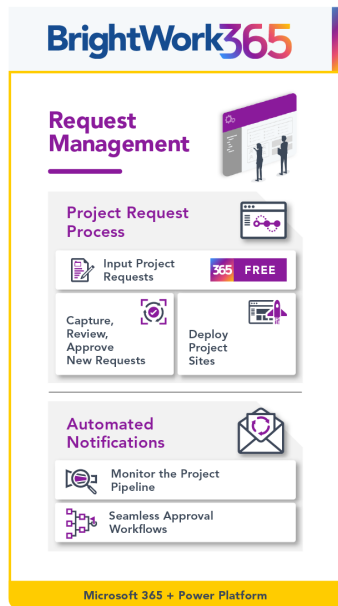 BrightWork365
Request
Management
Project Request
Process
Input Project
Requests
365 FREE
Capture,
Review,
Approve
New Requests
Deploy
Project
Sites
Automated
Notifications
Monitor the Project
Pipeline
Seamless Approval
Workflows
Microsoft 365 + Power Platform